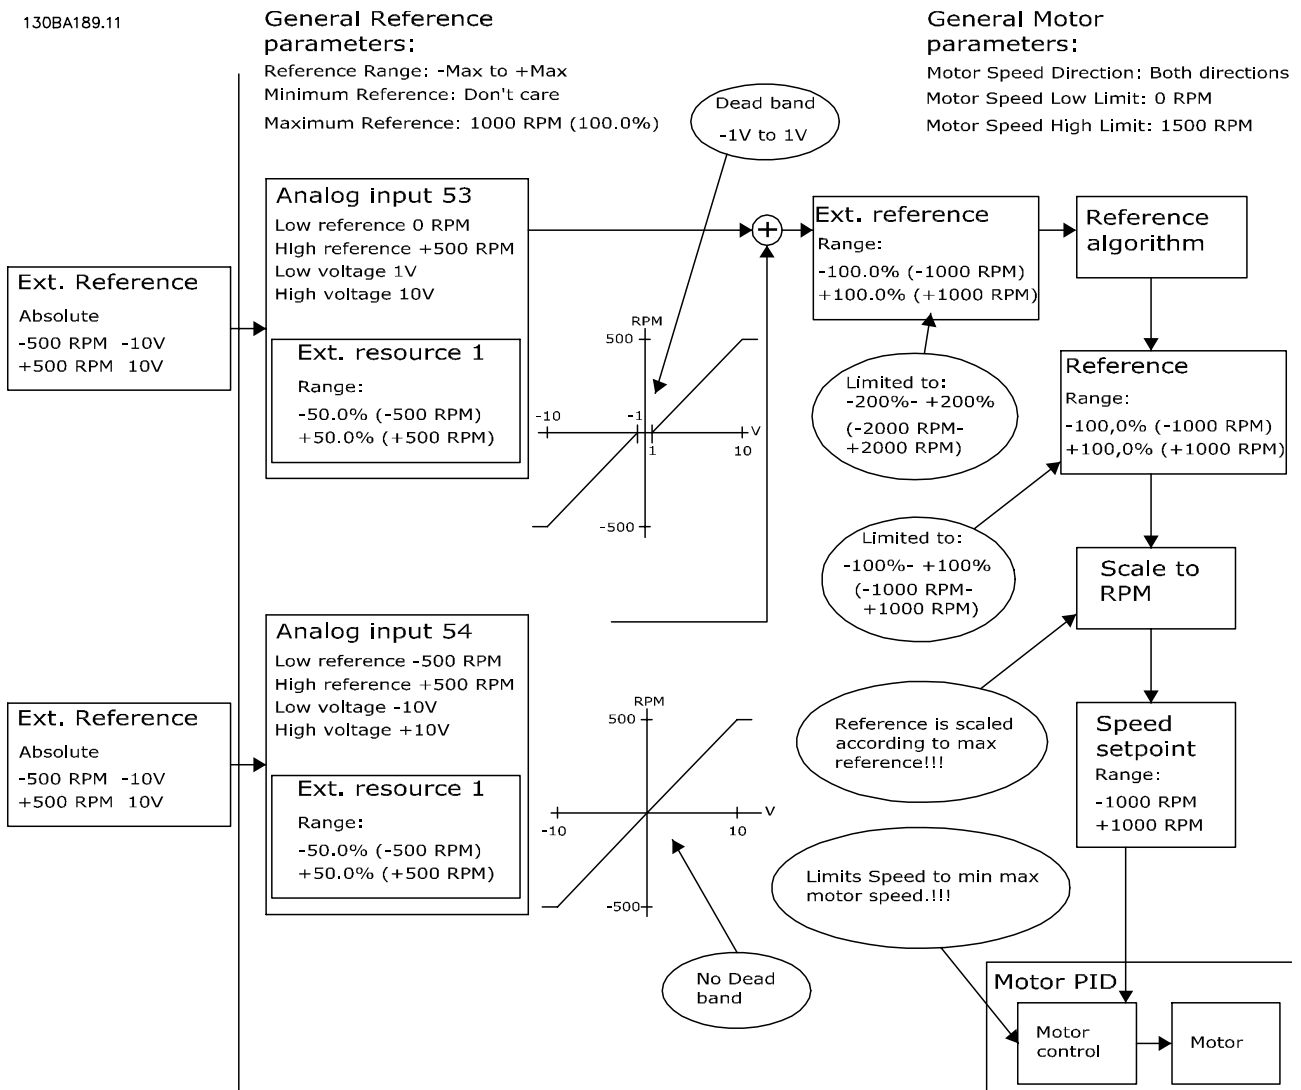 130BA189.11
General Reference
parameters:
Reference Range: -Max to +Max
Minimum Reference: Don't care
Maximum Reference: 1000 RPM (100.0%)
General Motor
parameters:
Motor Speed Direction: Both directions
Motor Speed Low Limit: 0 RPM
Motor Speed High Limit: 1500 RPM
Dead band
-1V to 1V
Ext. Reference
Absolute
-500 RPM -10V
+500 RPM 10V
Analog input 53
Low reference 0 RPM
High reference +500 RPM
Low voltage 1V
High voltage 10V
Ext. resource 1
Range:
-50.0% (-500 RPM)
+50.0% (+500 RPM)
RPM
500
-10
-1
V
1
10
-500
+
Ext. reference
Range:
-100.0% (-1000 RPM)
+100.0% (+1000 RPM)
Reference
algorithm
Limited to:
-200%- +200%
(-2000 RPM-
+2000 RPM)
Reference
Range:
-100,0% (-1000 RPM)
+100,0% (+1000 RPM)
Limited to:
-100%- +100%
(-1000 RPM-
+1000 RPM)
Scale to
RPM
Ext. Reference
Absolute
-500 RPM -10V
+500 RPM 10V
Analog input 54
Low reference -500 RPM
High reference +500 RPM
Low voltage -10V
High voltage +10V
Ext. resource 1
Range:
-50.0% (-500 RPM)
+50.0% (+500 RPM)
RPM
500
V
-10
10
-500
No Dead
band
Reference is scaled
according to max
reference!!!
Speed
setpoint
Range:
-1000 RPM
+1000 RPM
Limits Speed to min max
motor speed.!!!
Motor PID
Motor
control
Motor